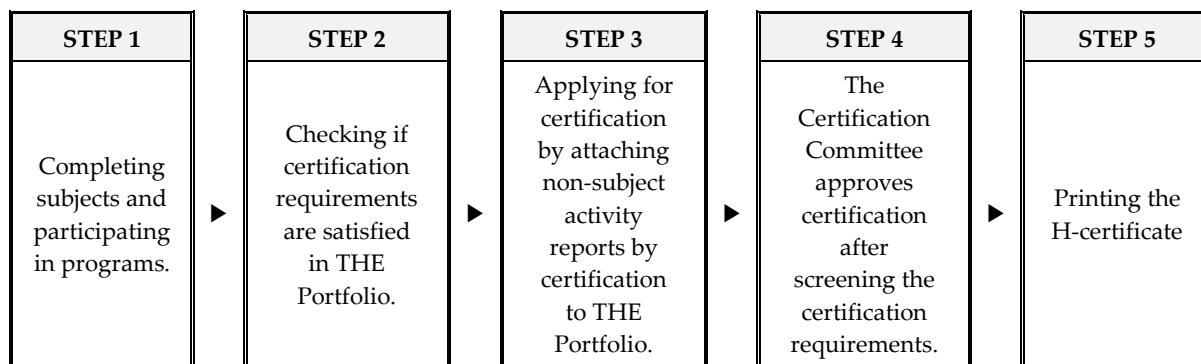 STEP 1
Completing
subjects and
participating
in programs.
▶
STEP 2
Checking if
certification
requirements
are satisfied
in THE
Portfolio.
▶
STEP 3
Applying for
certification
by attaching
non-subject
activity
reports by
certification
to THE
Portfolio.
▶
STEP 4
The
Certification
Committee
approves
certification
after
screening the
certification
requirements.
▶
STEP 5
Printing the
H-certificate